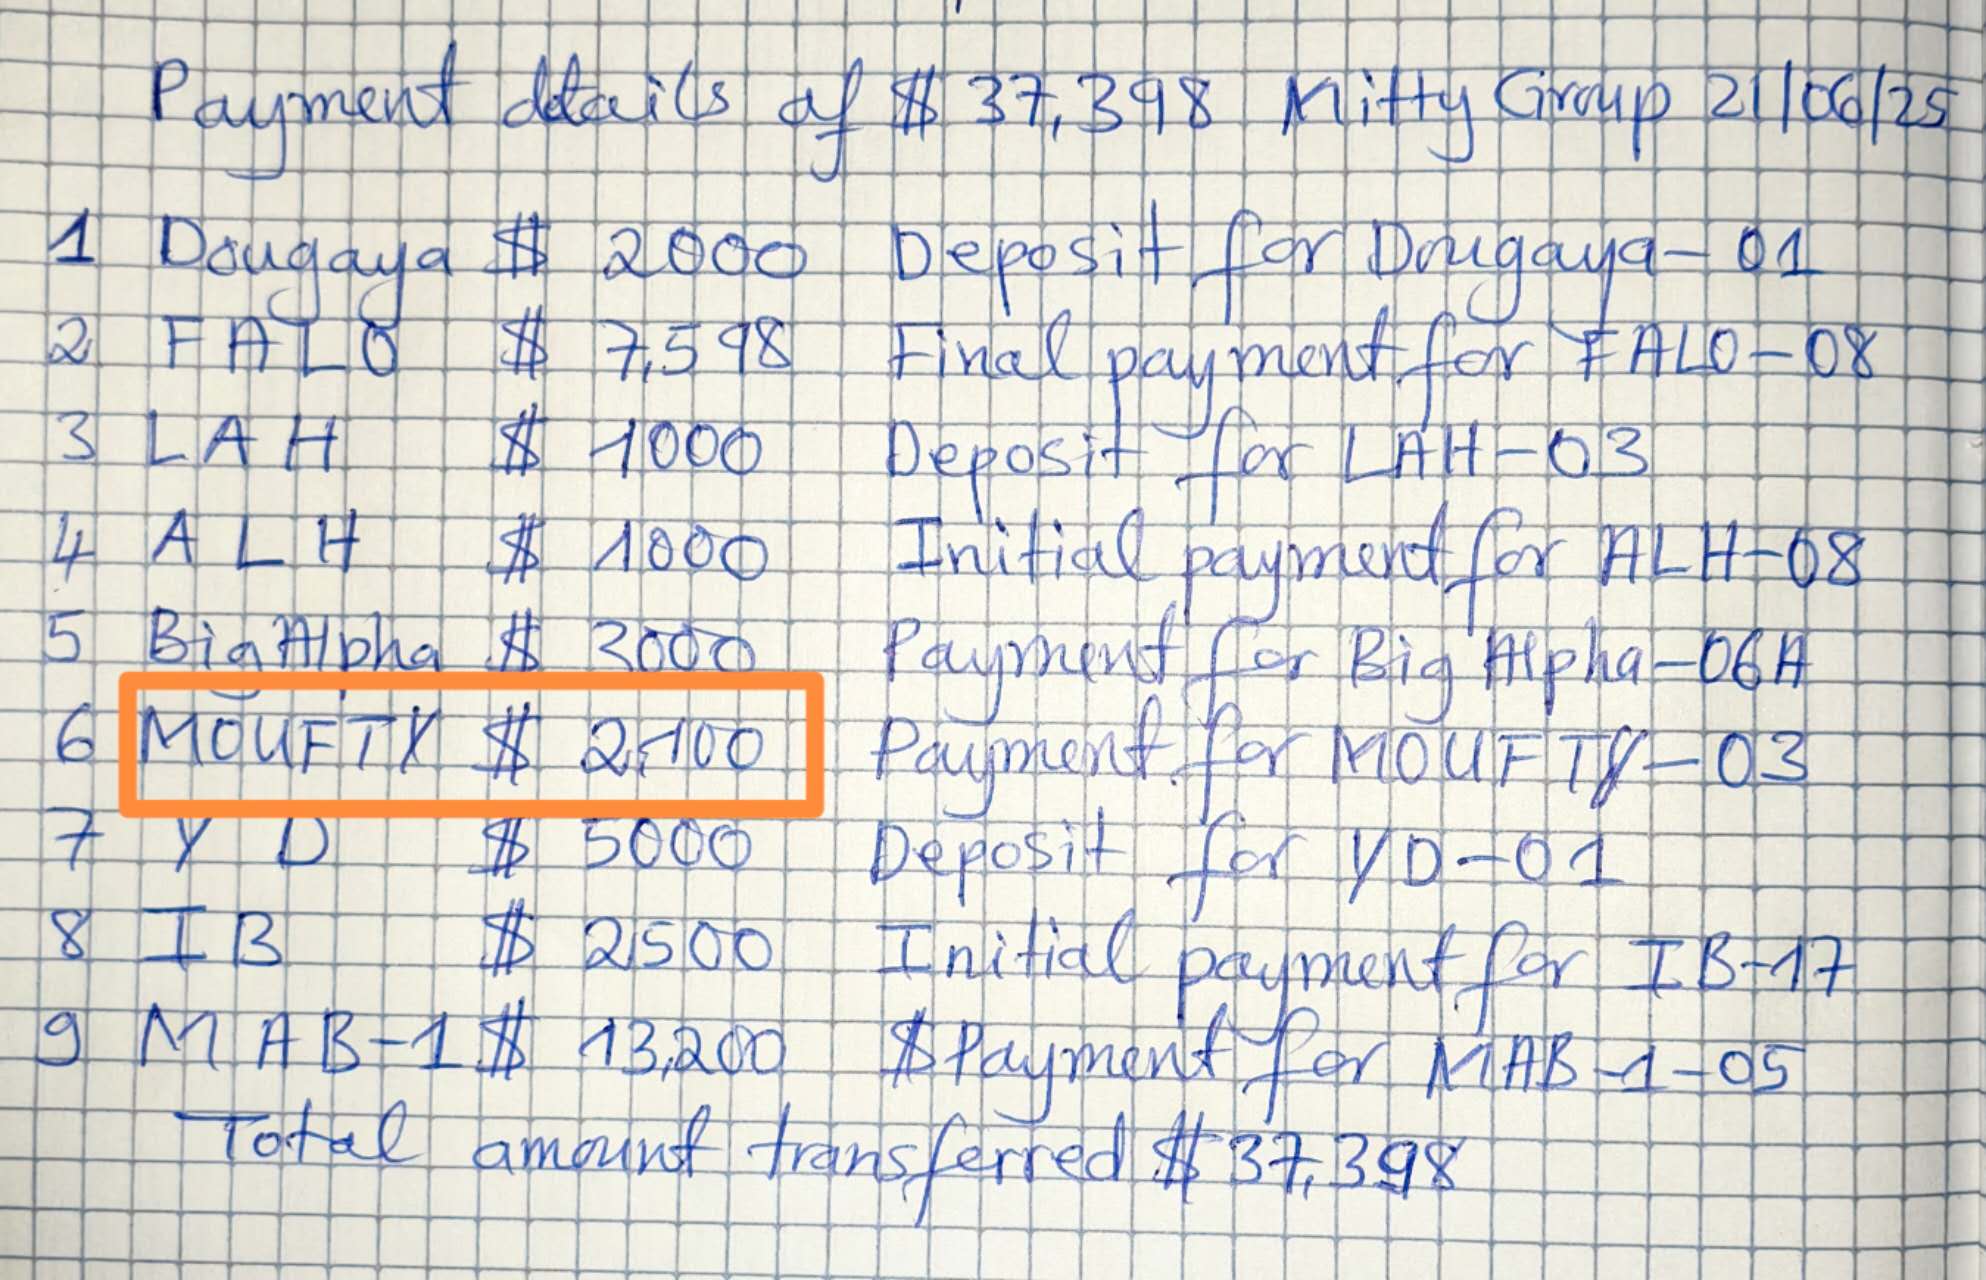 Payment details of $ 37,398 Mitty Group 21/06/25
1 Dougaya $ 2000 Deposit for Dougaya-01
2 FALO $ 7,598 Final payment for FALO-08
3 LAH $ 1000 Deposit for LAH-03
4 ALH $ 1000 Initial payment for ALH-08
5 Big Alpha $ 3000 Payment for Big Alpha-06A
6 MOUFTY $ 2,100 Payment for MOUFTY-03
7 YD $ 5000 Deposit for YD-01
8 IB $ 2500 Initial payment for IB-17
9 MAB-1 $ 13,200 $ Payment for MAB-1-05
Total amount transferred $ 37,398